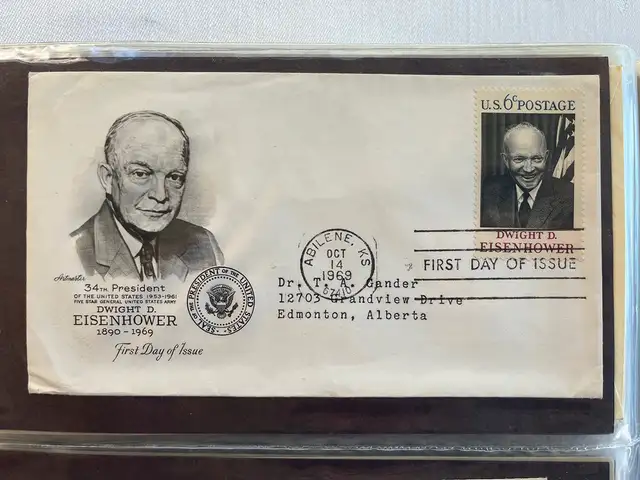 U.S. 6c POSTAGE
DWIGHT D.
EISENHOWER
FIRST DAY OF ISSUE
ABILENE, KS
OCT
14
1969
67410
Dr. T. A. Gander
12703 Grandview Drive
Edmonton, Alberta
Artmaster
34TH President
OF THE UNITED STATES 1953-1961
FIVE STAR GENERAL UNITED STATES ARMY
DWIGHT D.
EISENHOWER
1890-1969
First Day of Issue
SEAL OF THE PRESIDENT OF THE UNITED STATES